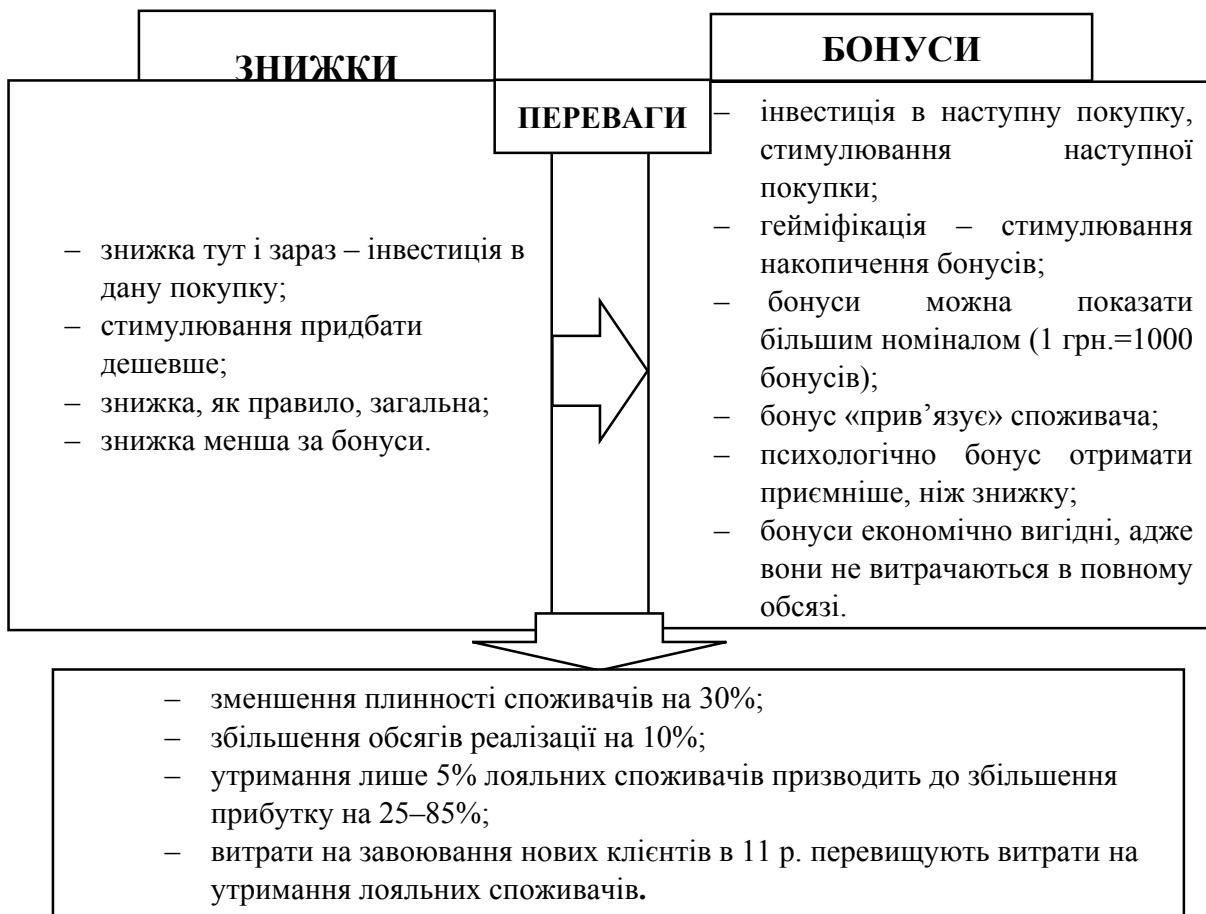 ЗНИЖКИ
БОНУСИ
ПЕРЕВАГИ
– знижка тут і зараз – інвестиція в
дану покупку;
– стимулювання придбати
дешевше;
– знижка, як правило, загальна;
– знижка менша за бонуси.
– інвестиція в наступну покупку,
стимулювання наступної
покупки;
– гейміфікація – стимулювання
накопичення бонусів;
– бонуси можна показати
більшим номіналом (1 грн.=1000
бонусів);
– бонус «прив’язує» споживача;
– психологічно бонус отримати
приємніше, ніж знижку;
– бонуси економічно вигідні, адже
вони не витрачаються в повному
обсязі.
– зменшення плинності споживачів на 30%;
– збільшення обсягів реалізації на 10%;
– утримання лише 5% лояльних споживачів призводить до збільшення
прибутку на 25–85%;
– витрати на завоювання нових клієнтів в 11 р. перевищують витрати на
утримання лояльних споживачів.